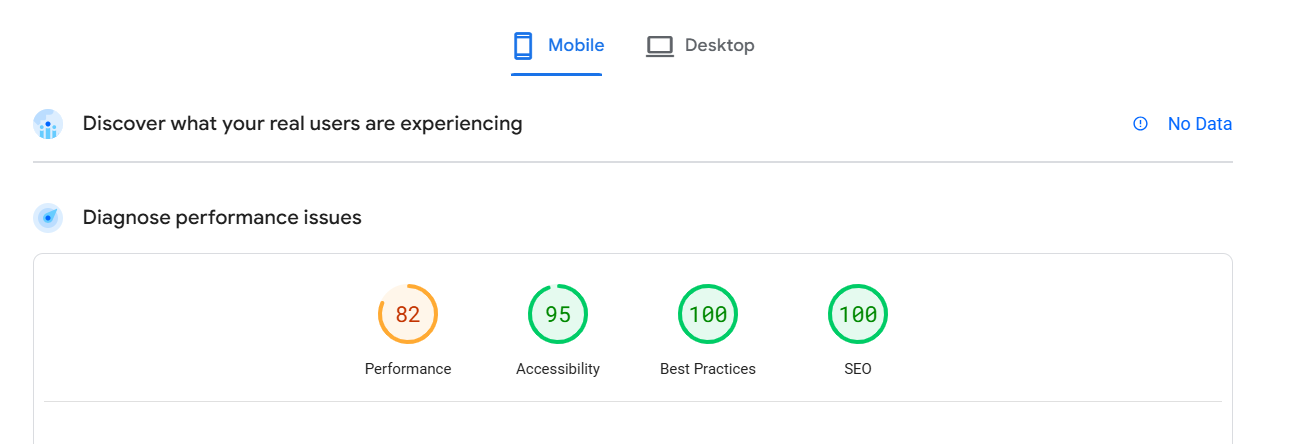 Mobile Desktop
Discover what your real users are experiencing No Data
Diagnose performance issues
82 95 100 100
Performance Accessibility Best Practices SEO